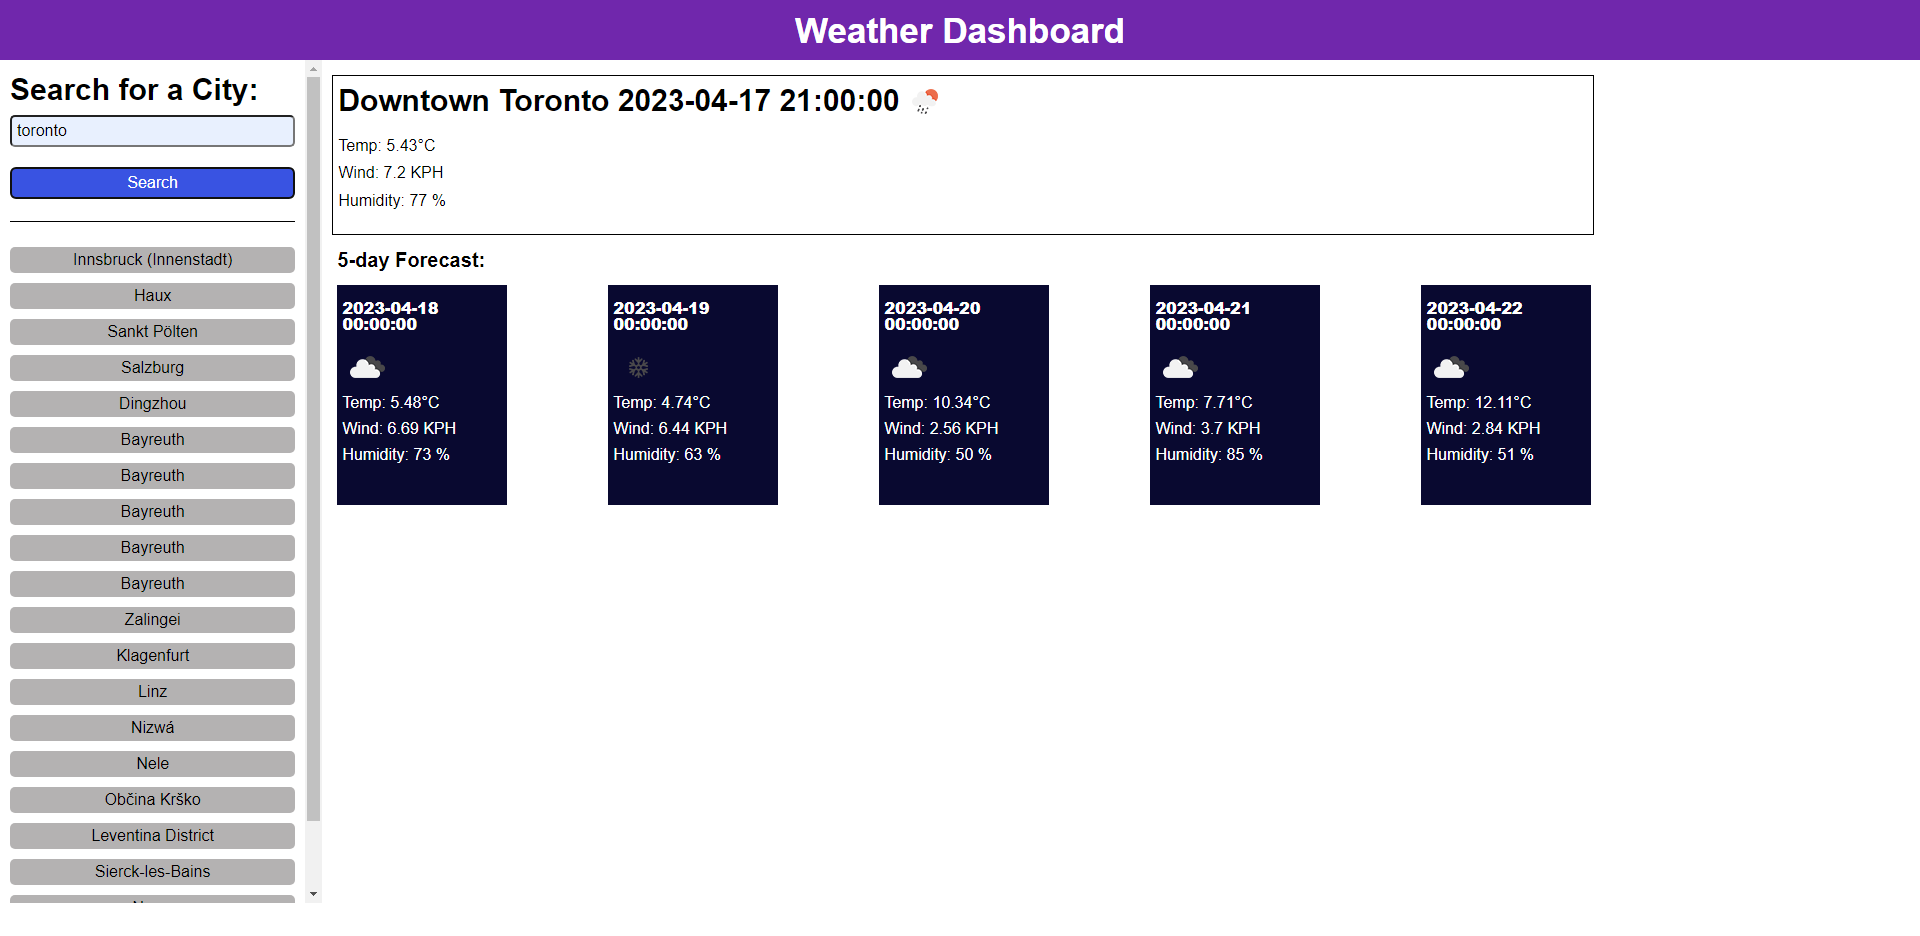 Weather Dashboard
Search for a City:
toronto
Search
Innsbruck (Innenstadt)
Haux
Sankt Pölten
Salzburg
Dingzhou
Bayreuth
Bayreuth
Bayreuth
Bayreuth
Bayreuth
Zalingei
Klagenfurt
Linz
Nizwá
Nele
Občina Krško
Leventina District
Sierck-les-Bains
Downtown Toronto 2023-04-17 21:00:00
Temp: 5.43°C
Wind: 7.2 KPH
Humidity: 77 %
5-day Forecast:
2023-04-18
00:00:00
Temp: 5.48°C
Wind: 6.69 KPH
Humidity: 73 %
2023-04-19
00:00:00
Temp: 4.74°C
Wind: 6.44 KPH
Humidity: 63 %
2023-04-20
00:00:00
Temp: 10.34°C
Wind: 2.56 KPH
Humidity: 50 %
2023-04-21
00:00:00
Temp: 7.71°C
Wind: 3.7 KPH
Humidity: 85 %
2023-04-22
00:00:00
Temp: 12.11°C
Wind: 2.84 KPH
Humidity: 51 %